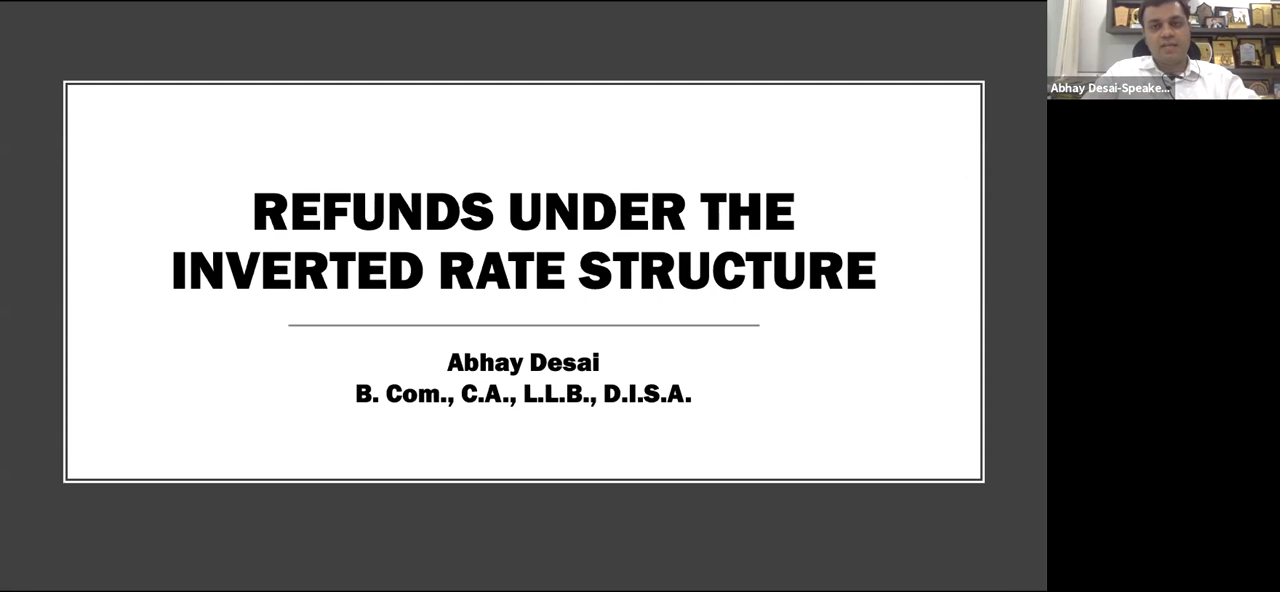 REFUNDS UNDER THE
INVERTED RATE STRUCTURE
Abhay Desai
B. Com., C.A., L.L.B., D.I.S.A.
Abhay Desai-Speake...